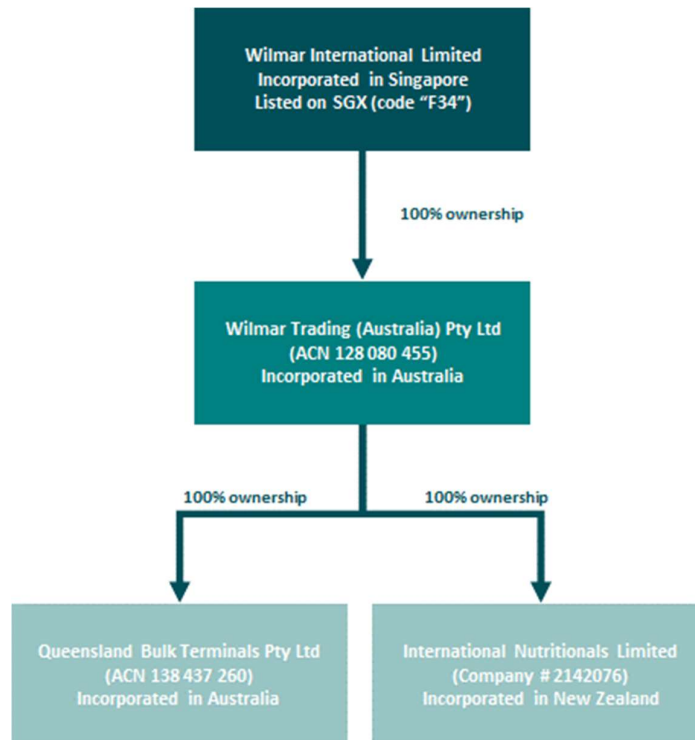 Wilmar International Limited
Incorporated in Singapore
Listed on SGX (code “F34”)
100% ownership
Wilmar Trading (Australia) Pty Ltd
(ACN 128 080 455)
Incorporated in Australia
100% ownership
100% ownership
Queensland Bulk Terminals Pty Ltd
(ACN 138 437 260)
Incorporated in Australia
International Nutritionals Limited
(Company # 2142076)
Incorporated in New Zealand